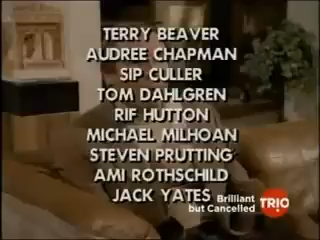 TERRY BEAVER
AUDREE CHAPMAN
SIP CULLER
TOM DAHLGREN
RIF HUTTON
MICHAEL MILHOAN
STEVEN PRUTTING
AMI ROTHSCHILD
JACK YATES
Brilliant
but Cancelled
TRIO